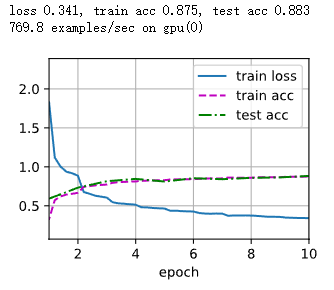 loss 0.341, train acc 0.875, test acc 0.883
769.8 examples/sec on gpu(0)
train loss
train acc
test acc
2.0
1.5
1.0
0.5
2
4
6
8
10
epoch